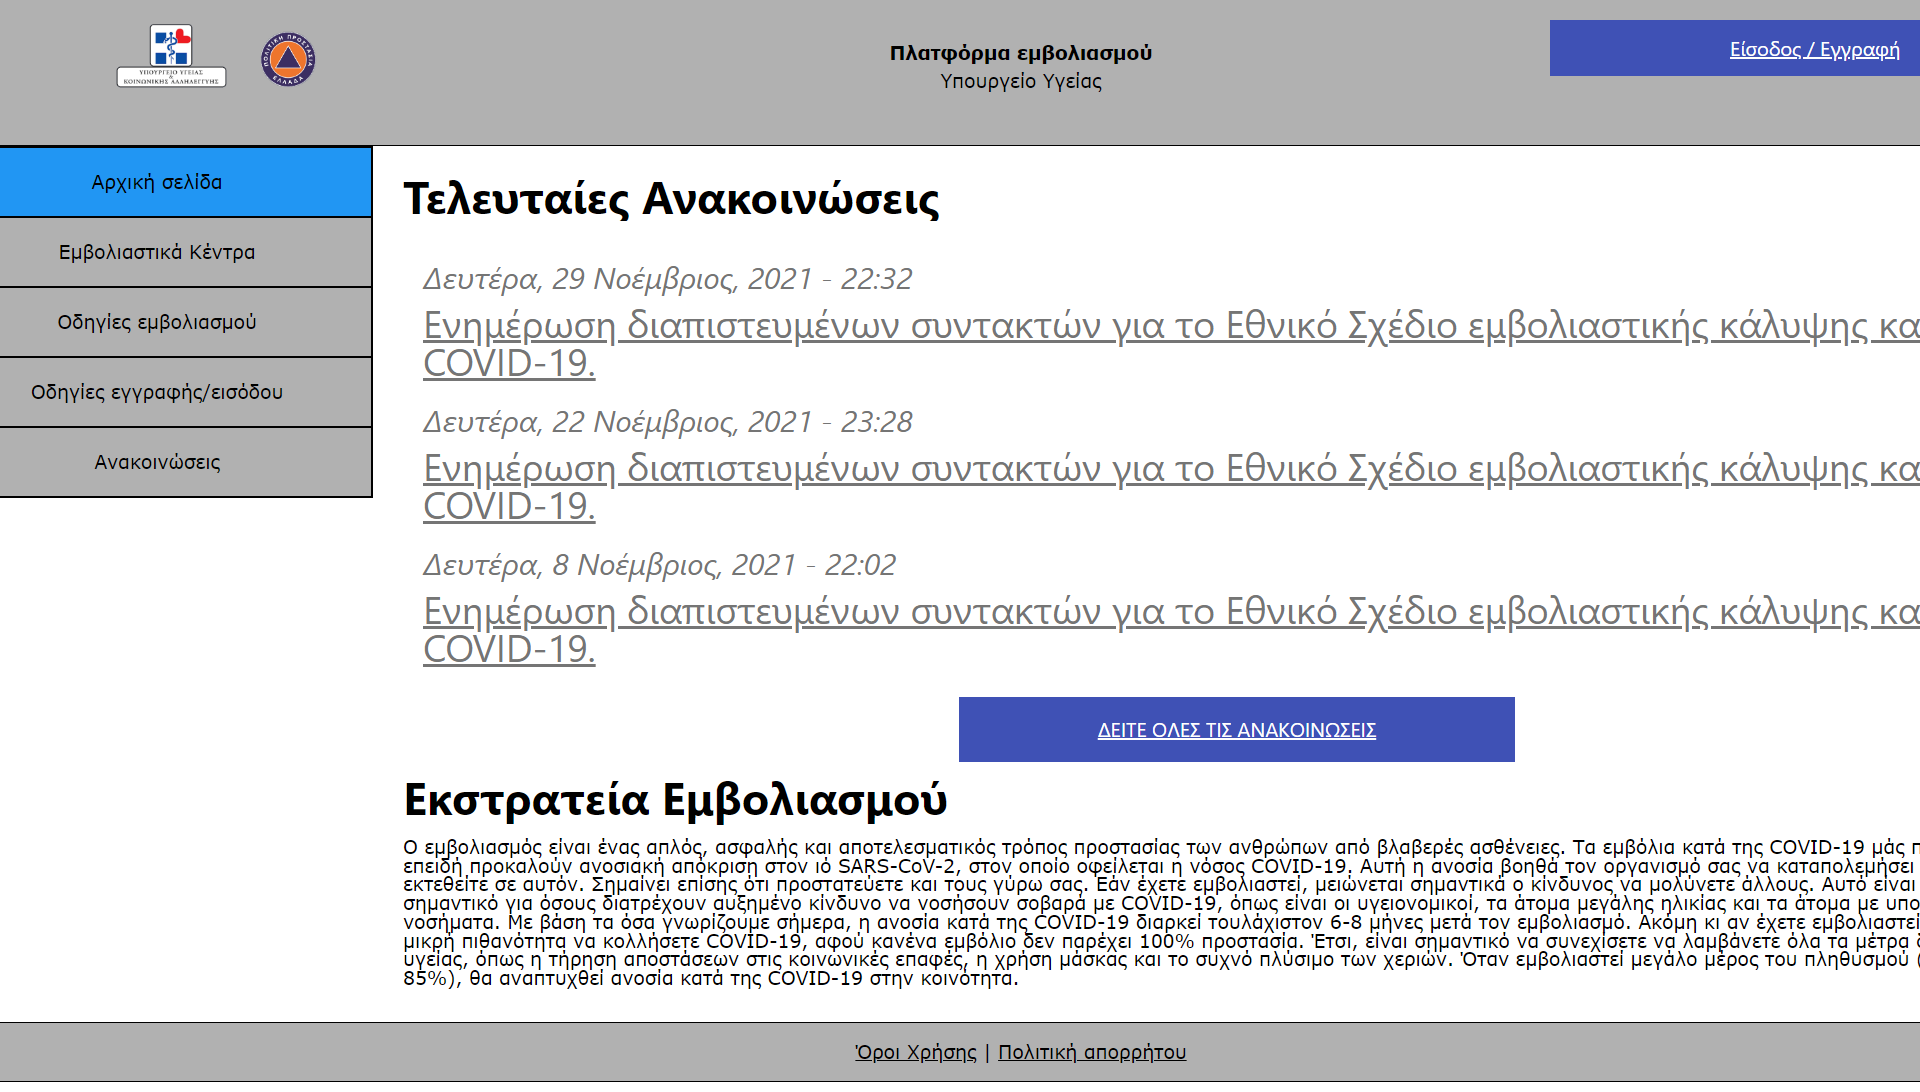 ΥΠΟΥΡΓΕΙΟ ΥΓΕΙΑΣ
&
ΚΟΙΝΩΝΙΚΗΣ ΑΛΛΗΛΕΓΓΥΗΣ
ΠΟΛΙΤΙΚΗ ΠΡΟΣΤΑΣΙΑ
ΕΛΛΑΔΑ
Πλατφόρμα εμβολιασμού
Υπουργείο Υγείας
Είσοδος / Εγγραφή
Αρχική σελίδα
Εμβολιαστικά Κέντρα
Οδηγίες εμβολιασμού
Οδηγίες εγγραφής/εισόδου
Ανακοινώσεις
Τελευταίες Ανακοινώσεις
Δευτέρα, 29 Νοέμβριος, 2021 - 22:32
Ενημέρωση διαπιστευμένων συντακτών για το Εθνικό Σχέδιο εμβολιαστικής κάλυψης κα
COVID-19.
Δευτέρα, 22 Νοέμβριος, 2021 - 23:28
Ενημέρωση διαπιστευμένων συντακτών για το Εθνικό Σχέδιο εμβολιαστικής κάλυψης κα
COVID-19.
Δευτέρα, 8 Νοέμβριος, 2021 - 22:02
Ενημέρωση διαπιστευμένων συντακτών για το Εθνικό Σχέδιο εμβολιαστικής κάλυψης κα
COVID-19.
ΔΕΙΤΕ ΟΛΕΣ ΤΙΣ ΑΝΑΚΟΙΝΩΣΕΙΣ
Εκστρατεία Εμβολιασμού
Ο εμβολιασμός είναι ένας απλός, ασφαλής και αποτελεσματικός τρόπος προστασίας των ανθρώπων από βλαβερές ασθένειες. Τα εμβόλια κατά της COVID-19 μάς π
επειδή προκαλούν ανοσιακή απόκριση στον ιό SARS-CoV-2, στον οποίο οφείλεται η νόσος COVID-19. Αυτή η ανοσία βοηθά τον οργανισμό σας να καταπολεμήσει
εκτεθείτε σε αυτόν. Σημαίνει επίσης ότι προστατεύετε και τους γύρω σας. Εάν έχετε εμβολιαστεί, μειώνεται σημαντικά ο κίνδυνος να μολύνετε άλλους. Αυτό είναι
σημαντικό για όσους διατρέχουν αυξημένο κίνδυνο να νοσήσουν σοβαρά με COVID-19, όπως είναι οι υγειονομικοί, τα άτομα μεγάλης ηλικίας και τα άτομα με υπο
νοσήματα. Με βάση τα όσα γνωρίζουμε σήμερα, η ανοσία κατά της COVID-19 διαρκεί τουλάχιστον 6-8 μήνες μετά τον εμβολιασμό. Ακόμη κι αν έχετε εμβολιαστεί
μικρή πιθανότητα να κολλήσετε COVID-19, αφού κανένα εμβόλιο δεν παρέχει 100% προστασία. Έτσι, είναι σημαντικό να συνεχίσετε να λαμβάνετε όλα τα μέτρα δ
υγείας, όπως η τήρηση αποστάσεων στις κοινωνικές επαφές, η χρήση μάσκας και το συχνό πλύσιμο των χεριών. Όταν εμβολιαστεί μεγάλο μέρος του πληθυσμού (
85%), θα αναπτυχθεί ανοσία κατά της COVID-19 στην κοινότητα.
Όροι Χρήσης | Πολιτική απορρήτου